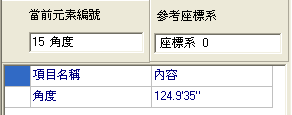 當前元素編號 參考座標系
15 角度 座標系 0
項目名稱 內容
角度 124.9'35"